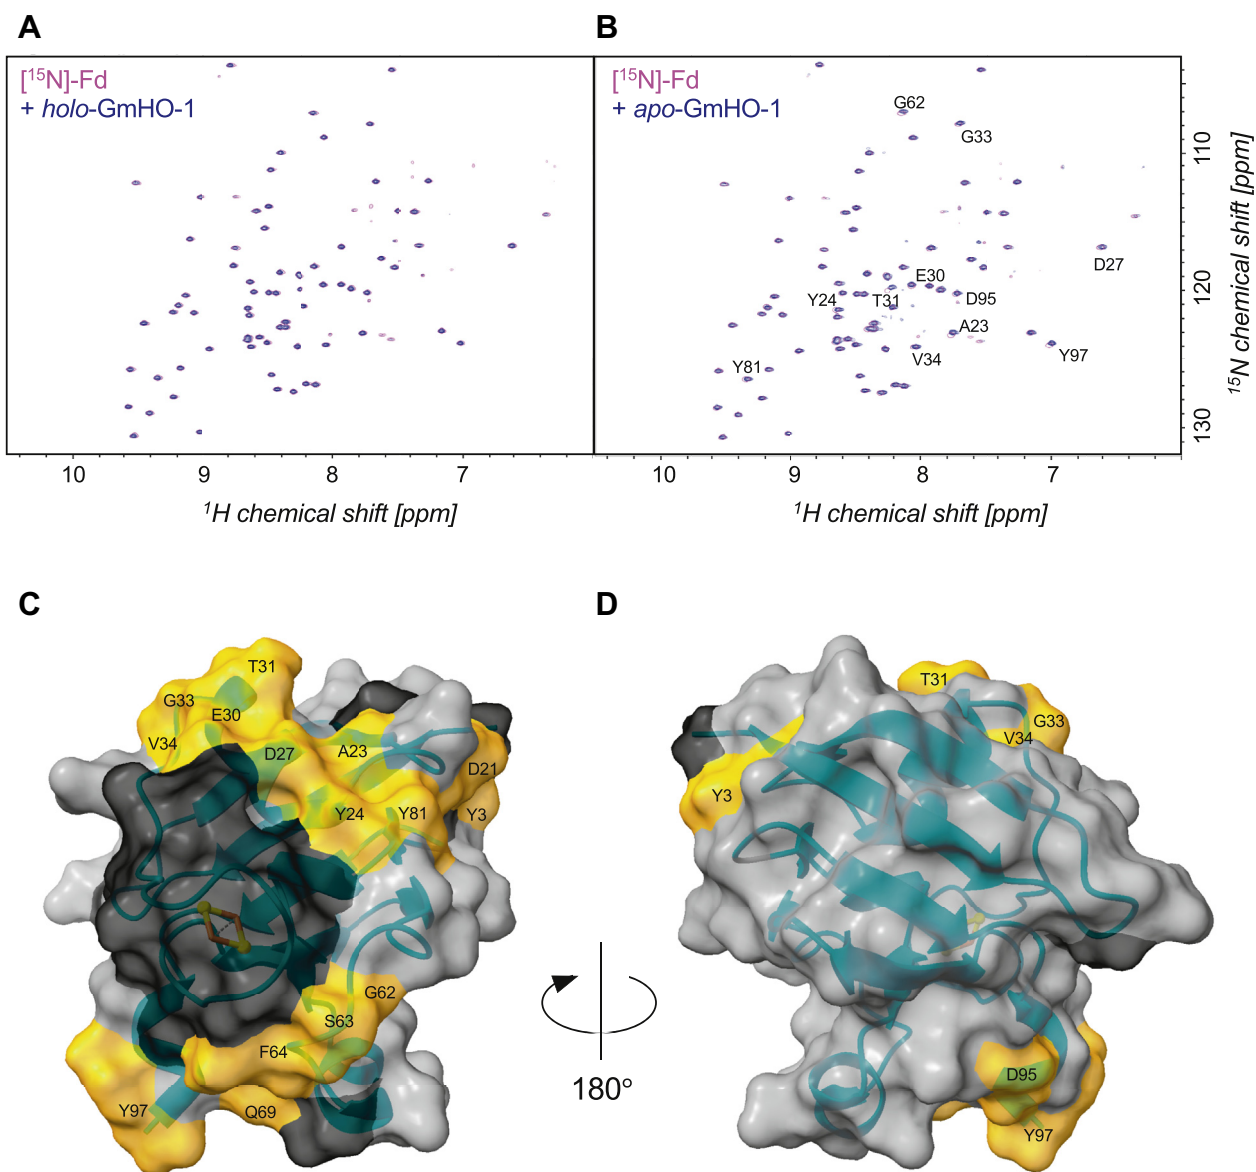 A
B
[¹⁵N]-Fd
+ holo-GmHO-1
[¹⁵N]-Fd
+ apo-GmHO-1
G62
G33
D27
E30
Y24
T31
D95
A23
V34
Y97
Y81
110
120
130
¹⁵N chemical shift [ppm]
10 9 8 7
10 9 8 7
¹H chemical shift [ppm]
¹H chemical shift [ppm]
C
D
T31
G33
E30
V34
D27
A23
D21
Y24
Y81
Y3
G62
S63
F64
Y97
Q69
180°
T31
G33
V34
Y3
D95
Y97